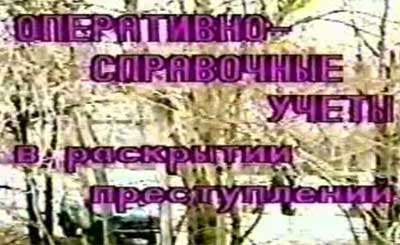 ОПЕРАТИВНО-
СПРАВОЧНЫЕ
УЧЕТЫ
в раскрытии
преступлений